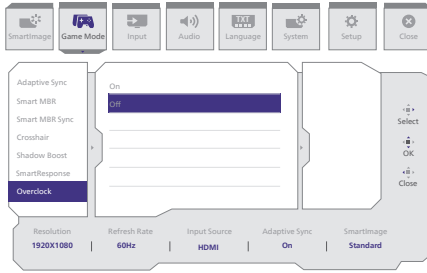 SmartImage
Game Mode
Input
Audio
TXT
Language
System
Setup
Close
Adaptive Sync
Smart MBR
Smart MBR Sync
Crosshair
Shadow Boost
SmartResponse
Overclock
On
Off
Select
OK
Close
Resolution
Refresh Rate
Input Source
Adaptive Sync
SmartImage
1920X1080
60Hz
HDMI
On
Standard